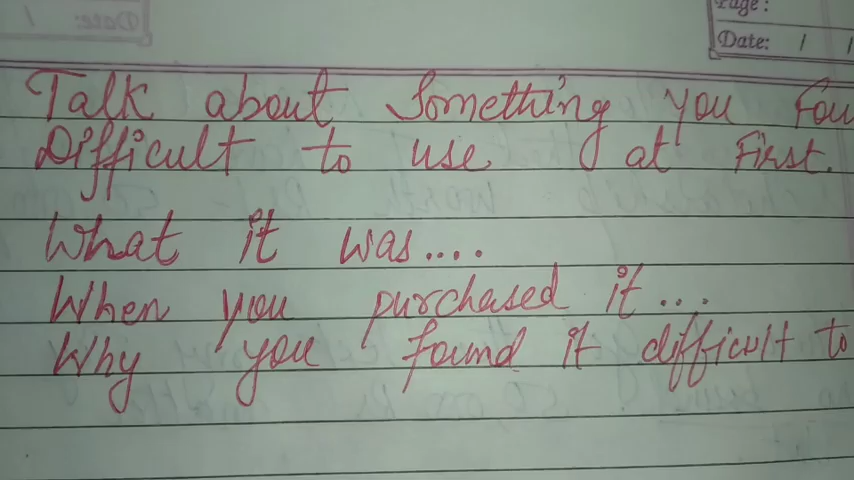 Page:
Date: / /
Talk about Something you Fou
Difficult to use at First.
What it was....
When you purchased it...
Why you found it difficult to